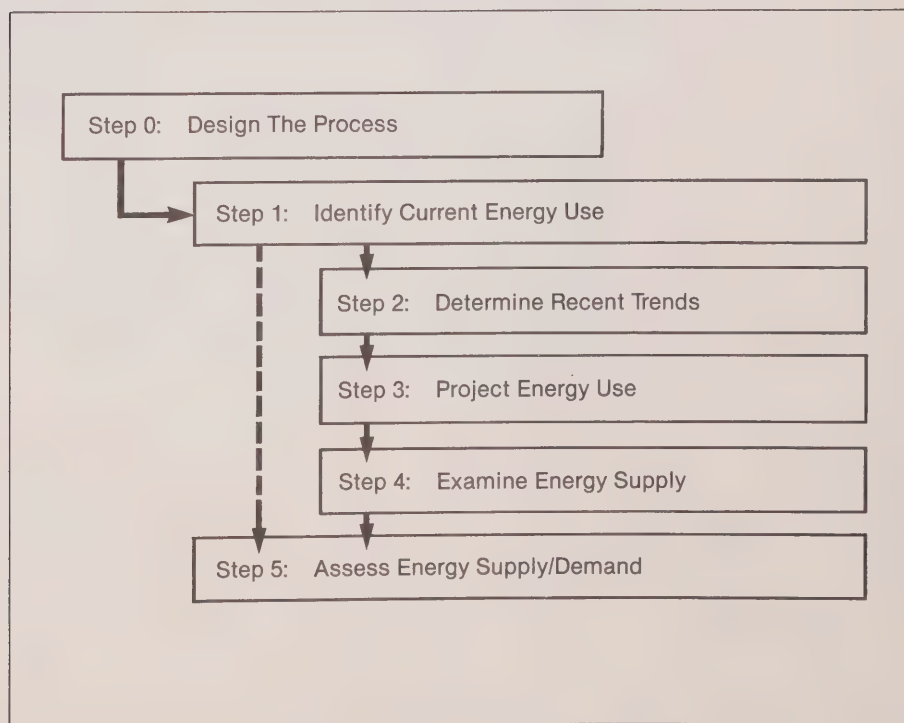 Step 0: Design The Process
Step 1: Identify Current Energy Use
Step 2: Determine Recent Trends
Step 3: Project Energy Use
Step 4: Examine Energy Supply
Step 5: Assess Energy Supply/Demand